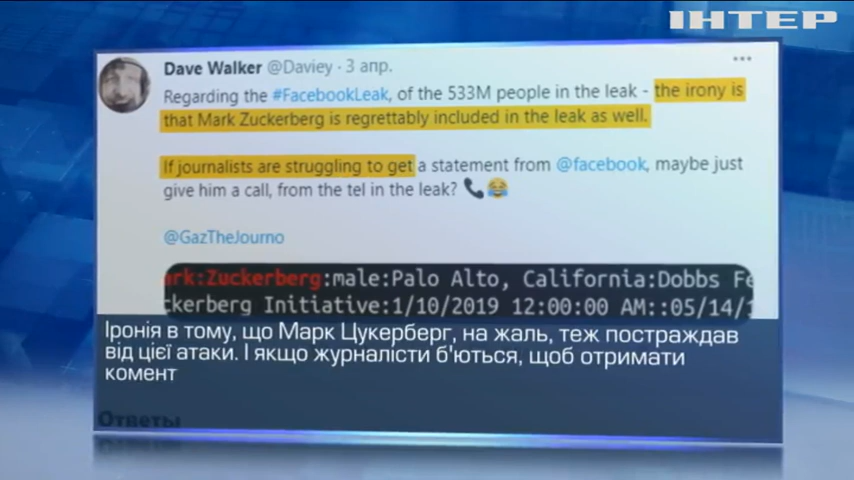 ІНТЕР
Dave Walker @Daviey · 3 апр.
Regarding the #FacebookLeak, of the 533M people in the leak - the irony is
that Mark Zuckerberg is regrettably included in the leak as well.
If journalists are struggling to get a statement from @facebook, maybe just
give him a call, from the tel in the leak? 📞😂
@GazTheJourno
ark:Zuckerberg:male:Palo Alto, California:Dobbs Fe
ckerberg Initiative:1/10/2019 12:00:00 AM::05/14/1
Іронія в тому, що Марк Цукерберг, на жаль, теж постраждав
від цієї атаки. І якщо журналісти б'ються, щоб отримати
комент
Ответы